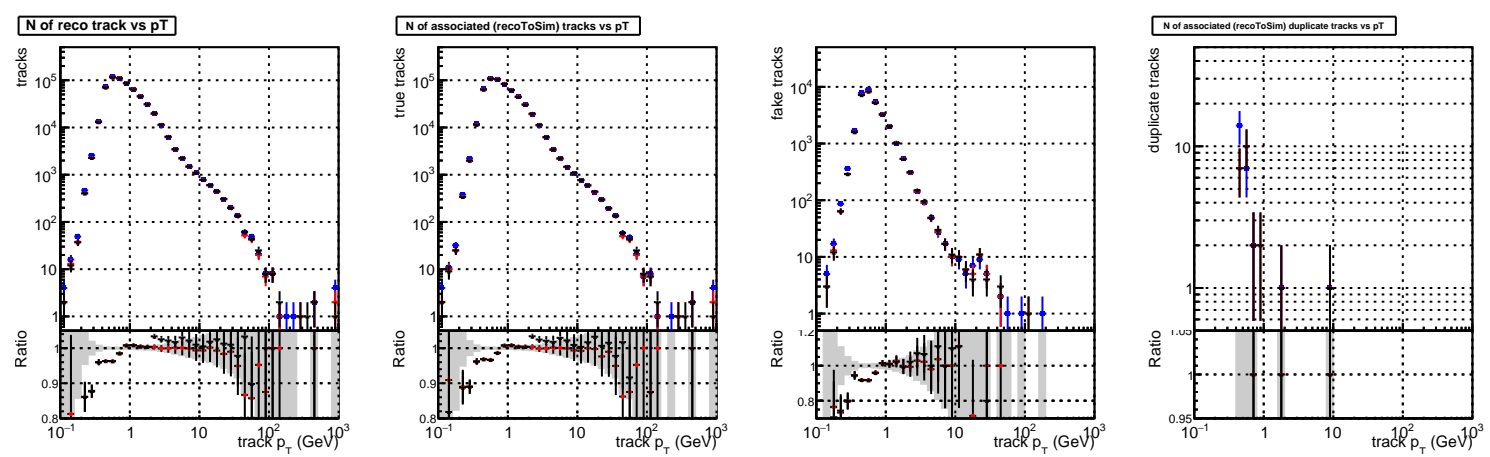 N of reco track vs pT
tracks
10^5
10^4
10^3
10^2
10
1
Ratio
1
0.9
0.8
10^-1 1 10 10^2 10^3
track p_T (GeV)
N of associated (recoToSim) tracks vs pT
true tracks
10^5
10^4
10^3
10^2
10
1
Ratio
1
0.9
0.8
10^-1 1 10 10^2 10^3
track p_T (GeV)
fake tracks
10^4
10^3
10^2
10
1
Ratio
1.2
1
0.8
10^-1 1 10 10^2 10^3
track p_T (GeV)
N of associated (recoToSim) duplicate tracks vs pT
duplicate tracks
10
1
Ratio
1.05
1
0.95
10^-1 1 10 10^2 10^3
track p_T (GeV)